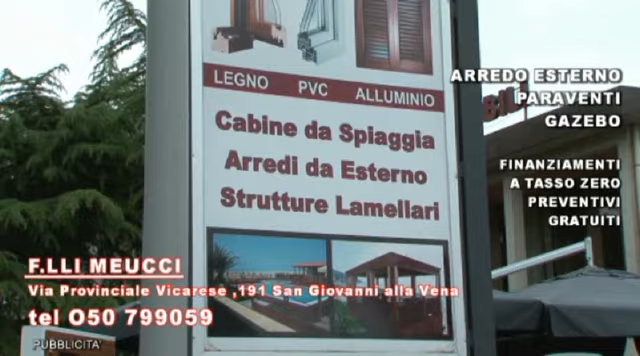 LEGNO PVC ALLUMINIO
Cabine da Spiaggia
Arredi da Esterno
Strutture Lamellari
ARREDO ESTERNO
PARAVENTI
GAZEBO
FINANZIAMENTI
A TASSO ZERO
PREVENTIVI
GRATUITI
F.LLI MEUCCI
Via Provinciale Vicarese ,191 San Giovanni alla Vena
tel O50 799059
PUBBLICITA'